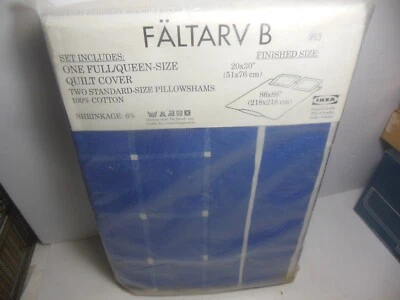 FÄLTARV B
SET INCLUDES:
ONE FULL/QUEEN-SIZE
QUILT COVER
TWO STANDARD-SIZE PILLOWSHAMS
100% COTTON
SHRINKAGE: 6%
FINISHED SIZE:
20x30"
(51x76 cm)
86x86"
(218x218 cm)
IKEA